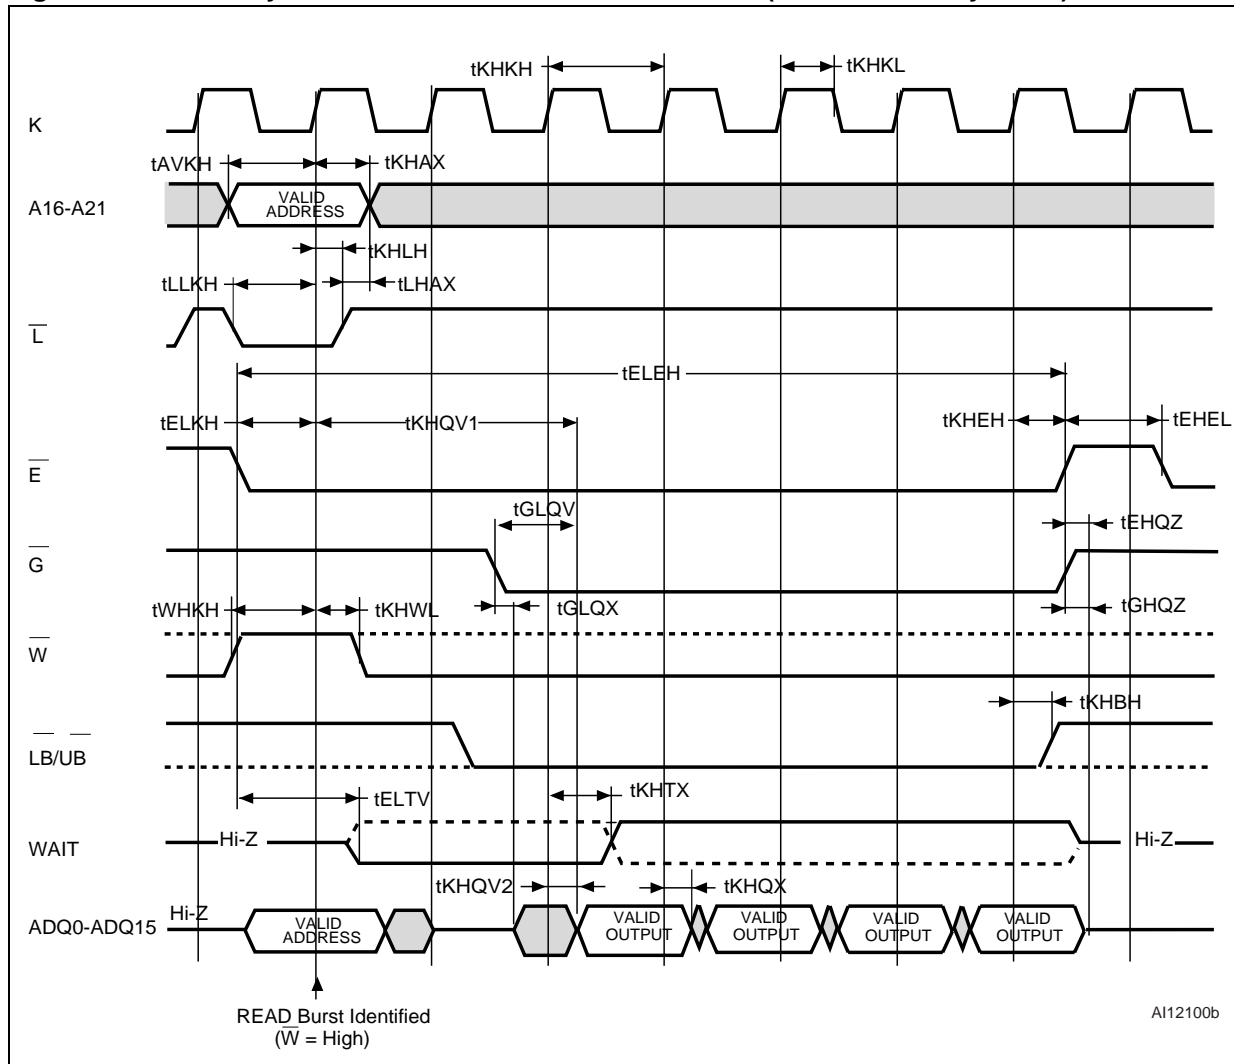 tKHKH
tKHKL
K
tAVKH
tKHAX
A16-A21
VALID
ADDRESS
tKHLH
tLLKH
tLHAX
L
tELEH
tELKH
tKHQV1
tKHEH
tEHEL
E
tGLQV
tEHQZ
G
tWHKH
tKHWL
tGLQX
tGHQZ
W
tKHBH
LB/UB
tELTV
tKHTX
WAIT
Hi-Z
Hi-Z
tKHQV2
tKHQX
ADQ0-ADQ15
Hi-Z
VALID
ADDRESS
VALID
OUTPUT
VALID
OUTPUT
VALID
OUTPUT
VALID
OUTPUT
READ Burst Identified
(W = High)
AI12100b